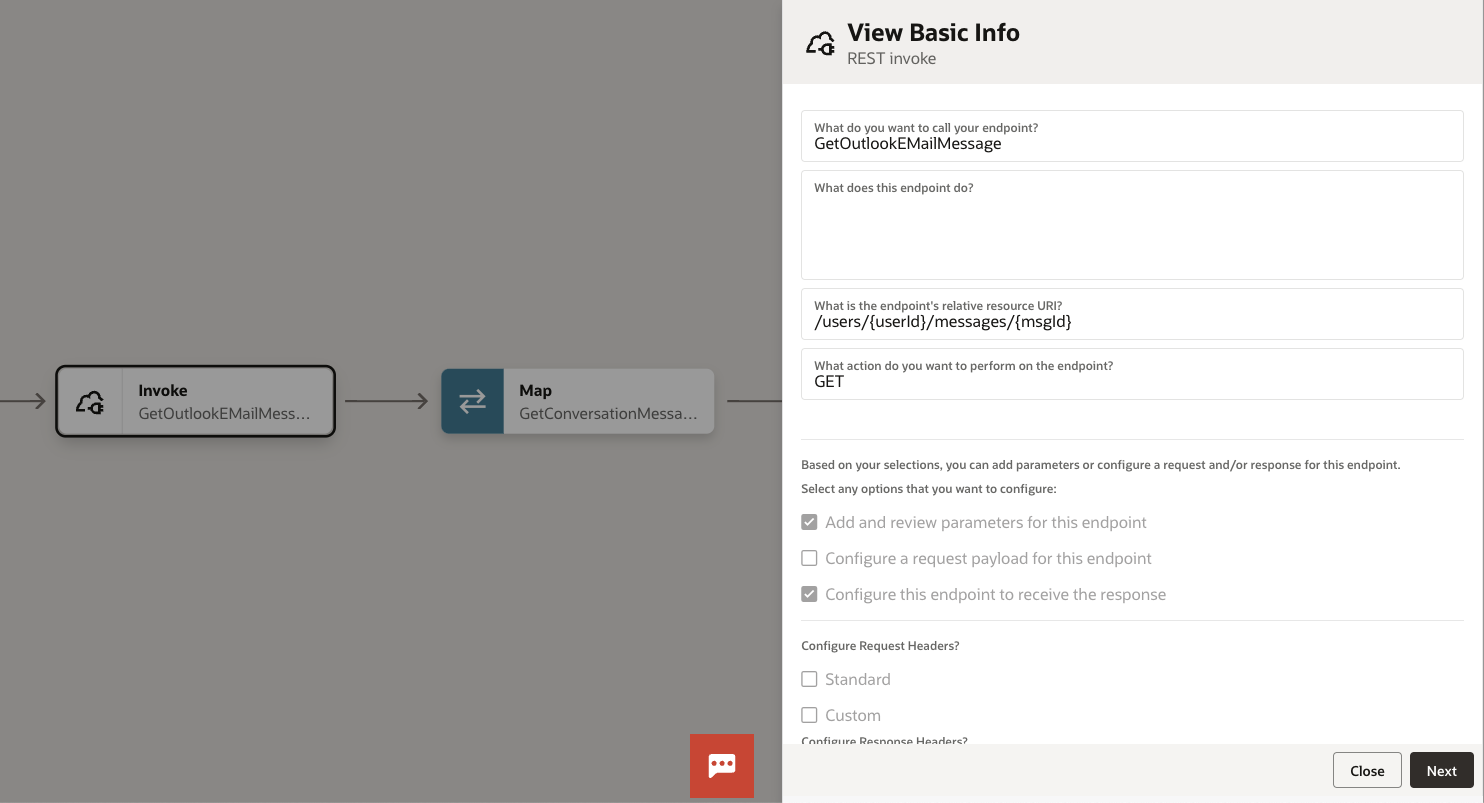 View Basic Info
REST invoke
What do you want to call your endpoint?
GetOutlookEMailMessage
What does this endpoint do?
What is the endpoint's relative resource URI?
/users/{userId}/messages/{msgId}
What action do you want to perform on the endpoint?
GET
Invoke
GetOutlookEMailMess...
Map
GetConversationMessa...
Based on your selections, you can add parameters or configure a request and/or response for this endpoint.
Select any options that you want to configure:
Add and review parameters for this endpoint
Configure a request payload for this endpoint
Configure this endpoint to receive the response
Configure Request Headers?
Standard
Custom
Configure Response Headers?
Close
Next